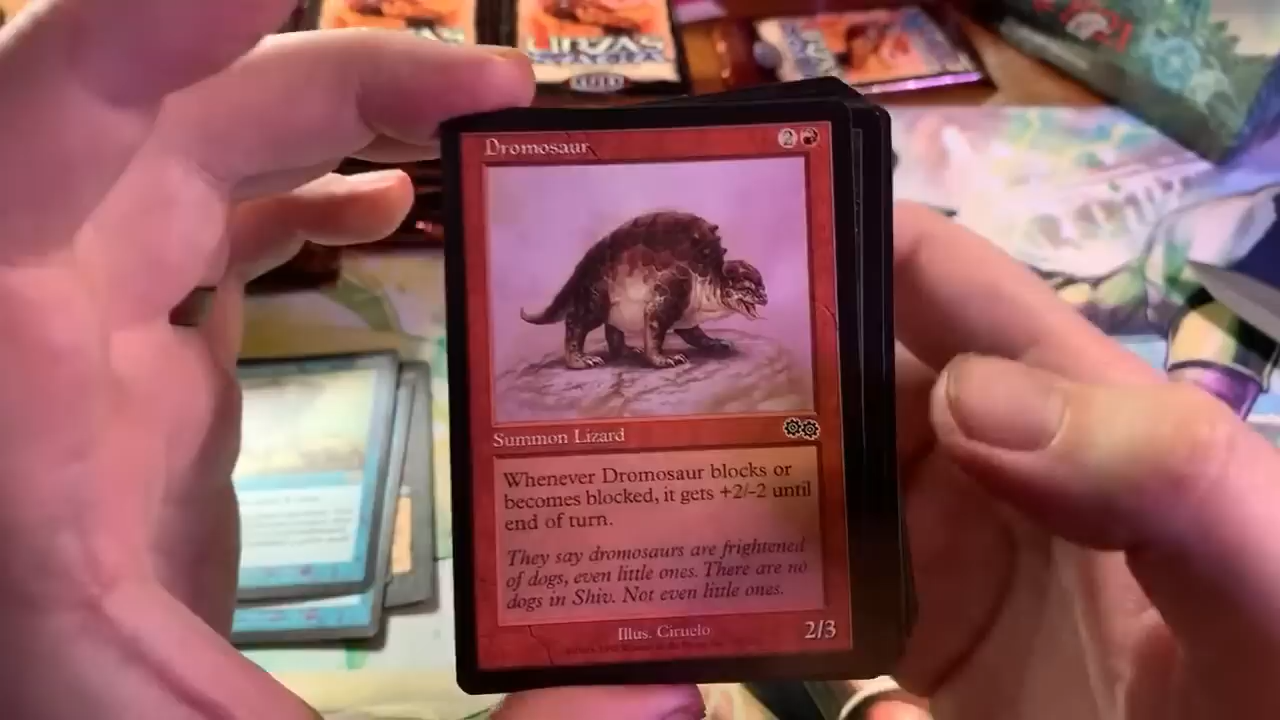 URZA'S
Dromosaur
2
Summon Lizard
Whenever Dromosaur blocks or
becomes blocked, it gets +2/-2 until
end of turn.
They say dromosaurs are frightened
of dogs, even little ones. There are no
dogs in Shiv. Not even little ones.
Illus. Ciruelo
2/3